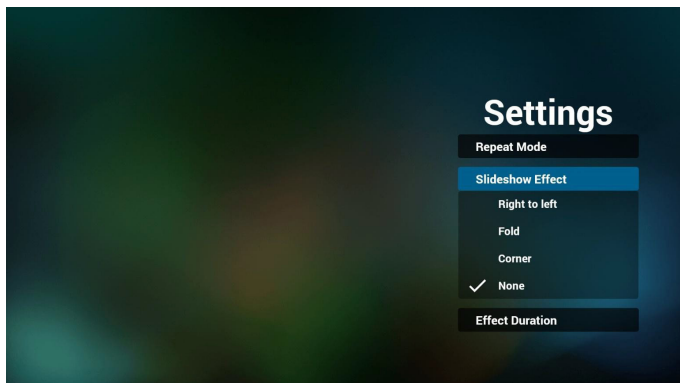 Settings
Repeat Mode
Slideshow Effect
Right to left
Fold
Corner
None
Effect Duration